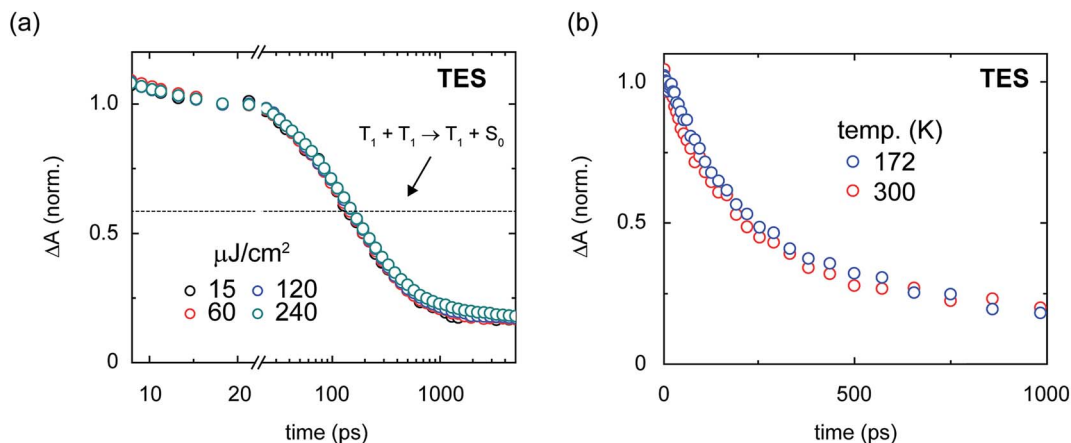 (a)
TES
T₁ + T₁ → T₁ + S₀
μJ/cm²
15
120
60
240
ΔA (norm.)
1.0
0.5
0
10
20
100
1000
time (ps)
(b)
TES
temp. (K)
172
300
ΔA (norm.)
1.0
0.5
0
0
250
500
750
1000
time (ps)